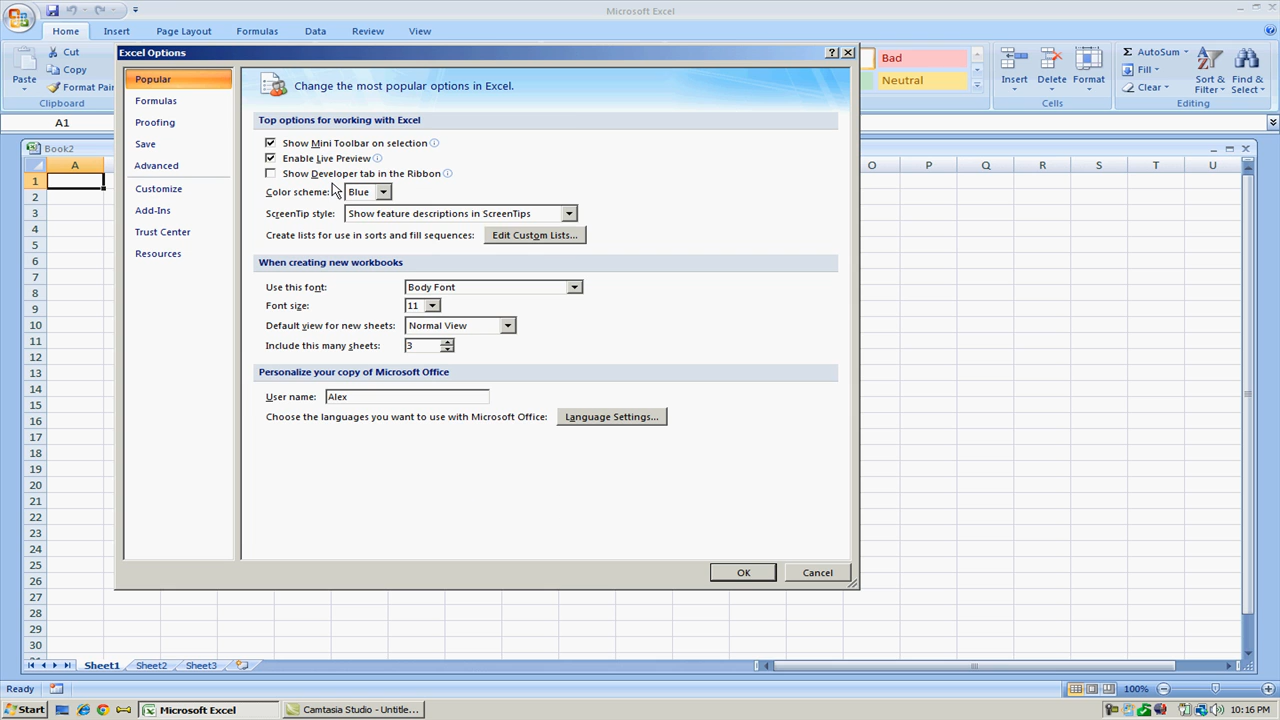 Microsoft Excel
Home Insert Page Layout Formulas Data Review View
Paste
Cut
Copy
Format Pain
Clipboard
Bad
Neutral
Insert Delete Format
Cells
AutoSum
Fill
Clear
Sort & Filter
Find & Select
Editing
A1
Book2
Excel Options
Popular
Formulas
Proofing
Save
Advanced
Customize
Add-Ins
Trust Center
Resources
Change the most popular options in Excel.
Top options for working with Excel
Show Mini Toolbar on selection
Enable Live Preview
Show Developer tab in the Ribbon
Color scheme: Blue
ScreenTip style: Show feature descriptions in ScreenTips
Create lists for use in sorts and fill sequences: Edit Custom Lists...
When creating new workbooks
Use this font: Body Font
Font size: 11
Default view for new sheets: Normal View
Include this many sheets: 3
Personalize your copy of Microsoft Office
User name: Alex
Choose the languages you want to use with Microsoft Office: Language Settings...
OK Cancel
A O P Q R S T U
1
2
3
4
5
6
7
8
9
10
11
12
13
14
15
16
17
18
19
20
21
22
23
24
25
26
27
28
29
30
Sheet1 Sheet2 Sheet3
Ready 100%
Start Microsoft Excel Camtasia Studio - Untitle... 10:16 PM